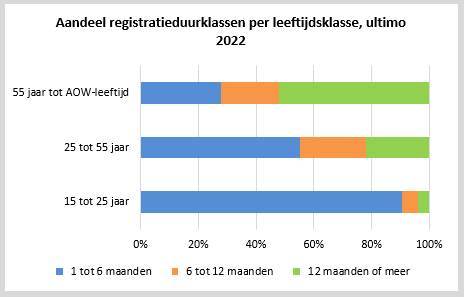 Aandeel registratieduurklassen per leeftijdsklasse, ultimo
2022
55 jaar tot AOW-leeftijd
25 tot 55 jaar
15 tot 25 jaar
0% 20% 40% 60% 80% 100%
1 tot 6 maanden 6 tot 12 maanden 12 maanden of meer